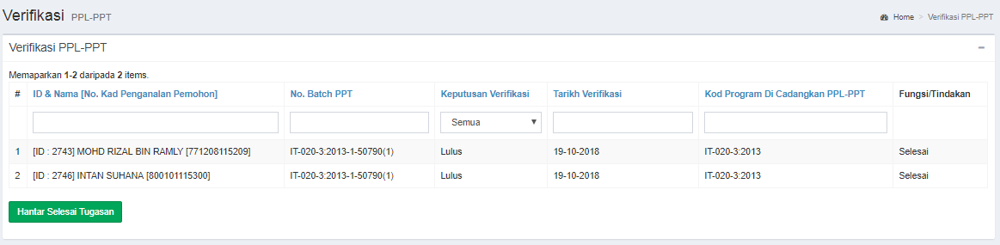 Verifikasi PPL-PPT
Home > Verifikasi PPL-PPT
Verifikasi PPL-PPT
Memaparkan 1-2 daripada 2 items.
# ID & Nama [No. Kad Penganalan Pemohon] No. Batch PPT Keputusan Verifikasi Tarikh Verifikasi Kod Program Di Cadangkan PPL-PPT Fungsi/Tindakan
Semua
1 [ID : 2743] MOHD RIZAL BIN RAMLY [771208115209] IT-020-3:2013-1-50790(1) Lulus 19-10-2018 IT-020-3:2013 Selesai
2 [ID : 2746] INTAN SUHANA [800101115300] IT-020-3:2013-1-50790(1) Lulus 19-10-2018 IT-020-3:2013 Selesai
Hantar Selesai Tugasan